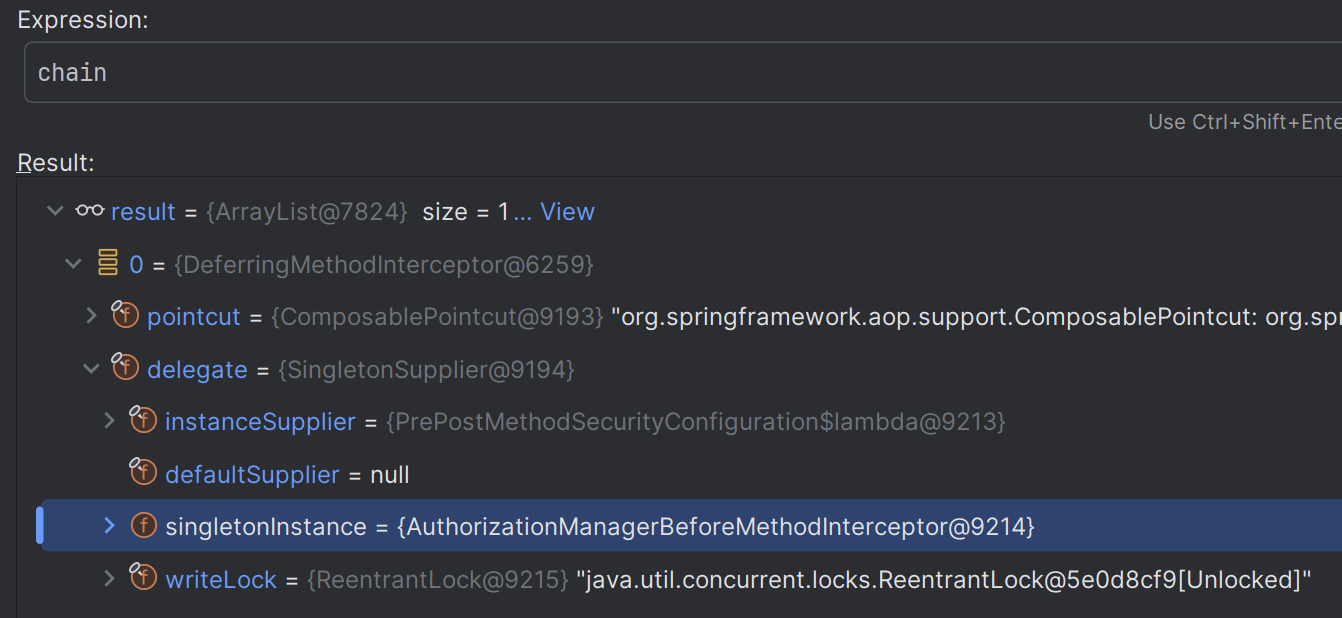 Expression:
chain
Use Ctrl+Shift+Ente
Result:
result = {ArrayList@7824} size = 1... View
0 = {DeferringMethodInterceptor@6259}
f pointcut = {ComposablePointcut@9193} "org.springframework.aop.support.ComposablePointcut: org.spr
f delegate = {SingletonSupplier@9194}
f instanceSupplier = {PrePostMethodSecurityConfiguration$lambda@9213}
f defaultSupplier = null
f singletonInstance = {AuthorizationManagerBeforeMethodInterceptor@9214}
f writeLock = {ReentrantLock@9215} "java.util.concurrent.locks.ReentrantLock@5e0d8cf9[Unlocked]"